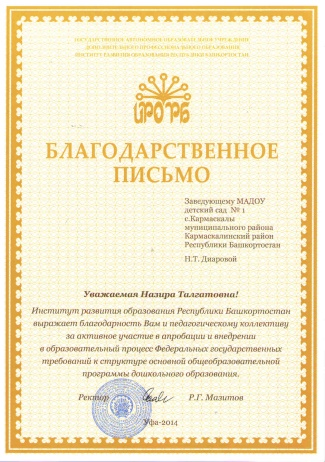 ГОСУДАРСТВЕННОЕ АВТОНОМНОЕ ОБРАЗОВАТЕЛЬНОЕ УЧРЕЖДЕНИЕ
ДОПОЛНИТЕЛЬНОГО ПРОФЕССИОНАЛЬНОГО ОБРАЗОВАНИЯ
ИНСТИТУТ РАЗВИТИЯ ОБРАЗОВАНИЯ РЕСПУБЛИКИ БАШКОРТОСТАН
ИРО РБ
БЛАГОДАРСТВЕННОЕ
ПИСЬМО
Заведующему МАДОУ
детский сад № 1
с.Кармаскалы
муниципального района
Кармаскалинский район
Республики Башкортостан
Н.Т. Диаровой
Уважаемая Назира Талгатовна!
Институт развития образования Республики Башкортостан
выражает благодарность Вам и педагогическому коллективу
за активное участие в апробации и внедрении
в образовательный процесс Федеральных государственных
требований к структуре основной общеобразовательной
программы дошкольного образования.
Ректор Р.Г. Мазитов
Уфа-2014